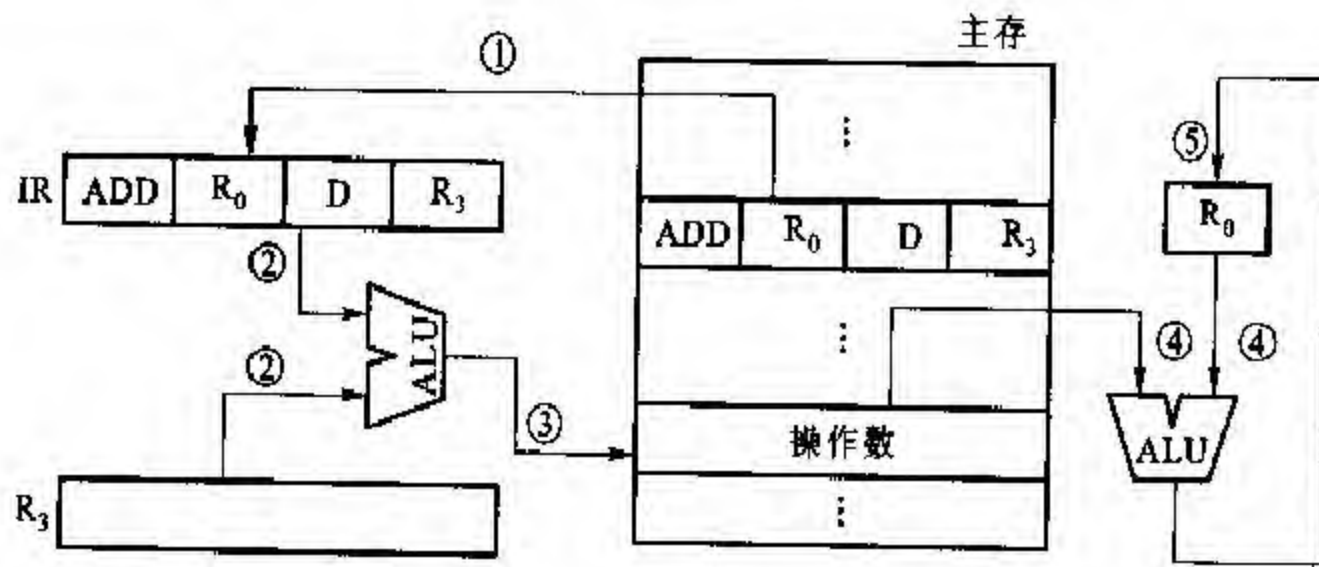 主存
①
⋮
⑤
IR ADD R₀ D R₃
R₀
ADD R₀ D R₃
②
ALU
⋮
④ ④
②
③
操作数
ALU
R₃
⋮